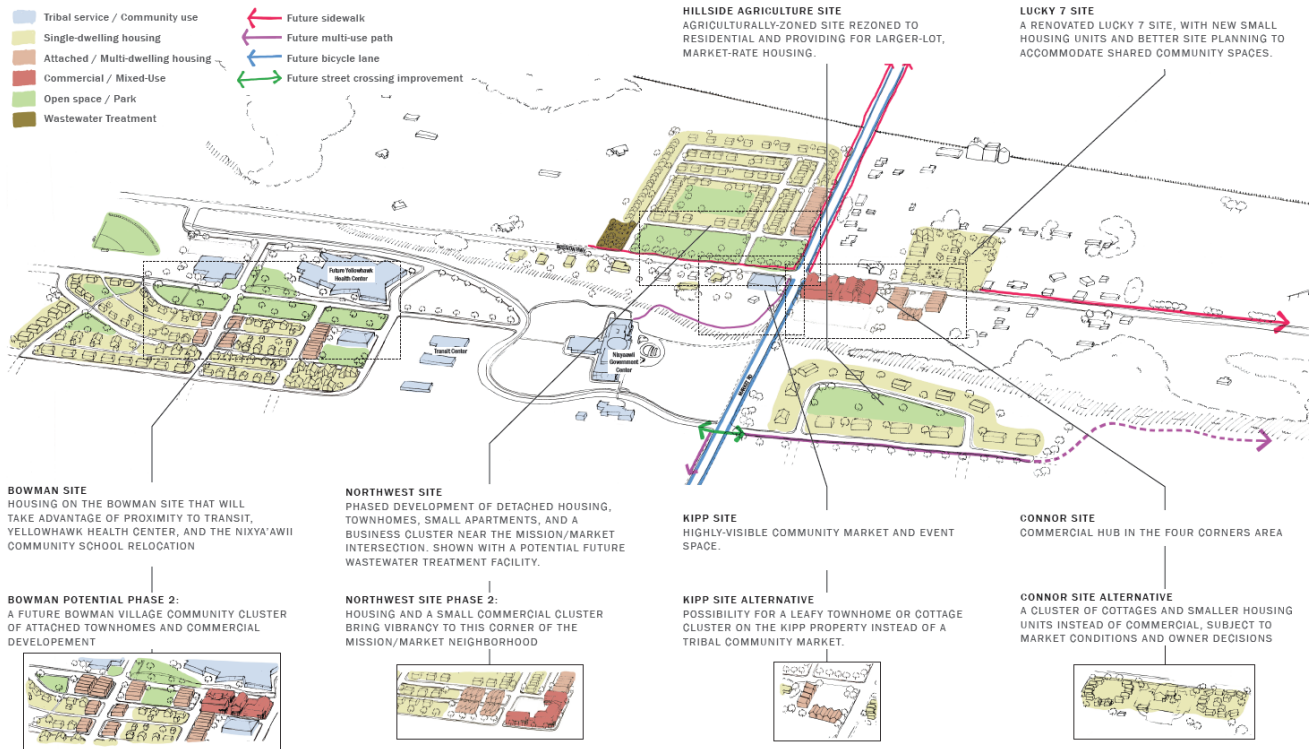 Tribal service / Community use
Single-dwelling housing
Attached / Multi-dwelling housing
Commercial / Mixed-Use
Open space / Park
Wastewater Treatment
Future sidewalk
Future multi-use path
Future bicycle lane
Future street crossing improvement
HILLSIDE AGRICULTURE SITE
AGRICULTURALLY-ZONED SITE REZONED TO
RESIDENTIAL AND PROVIDING FOR LARGER-LOT,
MARKET-RATE HOUSING.
LUCKY 7 SITE
A RENOVATED LUCKY 7 SITE, WITH NEW SMALL
HOUSING UNITS AND BETTER SITE PLANNING TO
ACCOMMODATE SHARED COMMUNITY SPACES.
Future Yellowhawk
Health Center
Transit Center
Nixyaawii
Government
Center
BOWMAN SITE
HOUSING ON THE BOWMAN SITE THAT WILL
TAKE ADVANTAGE OF PROXIMITY TO TRANSIT,
YELLOWHAWK HEALTH CENTER, AND THE NIXYA'AWII
COMMUNITY SCHOOL RELOCATION
NORTHWEST SITE
PHASED DEVELOPMENT OF DETACHED HOUSING,
TOWNHOMES, SMALL APARTMENTS, AND A
BUSINESS CLUSTER NEAR THE MISSION/MARKET
INTERSECTION. SHOWN WITH A POTENTIAL FUTURE
WASTEWATER TREATMENT FACILITY.
KIPP SITE
HIGHLY-VISIBLE COMMUNITY MARKET AND EVENT
SPACE.
CONNOR SITE
COMMERCIAL HUB IN THE FOUR CORNERS AREA
BOWMAN POTENTIAL PHASE 2:
A FUTURE BOWMAN VILLAGE COMMUNITY CLUSTER
OF ATTACHED TOWNHOMES AND COMMERCIAL
DEVELOPEMENT
NORTHWEST SITE PHASE 2:
HOUSING AND A SMALL COMMERCIAL CLUSTER
BRING VIBRANCY TO THIS CORNER OF THE
MISSION/MARKET NEIGHBORHOOD
KIPP SITE ALTERNATIVE
POSSIBILITY FOR A LEAFY TOWNHOME OR COTTAGE
CLUSTER ON THE KIPP PROPERTY INSTEAD OF A
TRIBAL COMMUNITY MARKET.
CONNOR SITE ALTERNATIVE
A CLUSTER OF COTTAGES AND SMALLER HOUSING
UNITS INSTEAD OF COMMERCIAL, SUBJECT TO
MARKET CONDITIONS AND OWNER DECISIONS